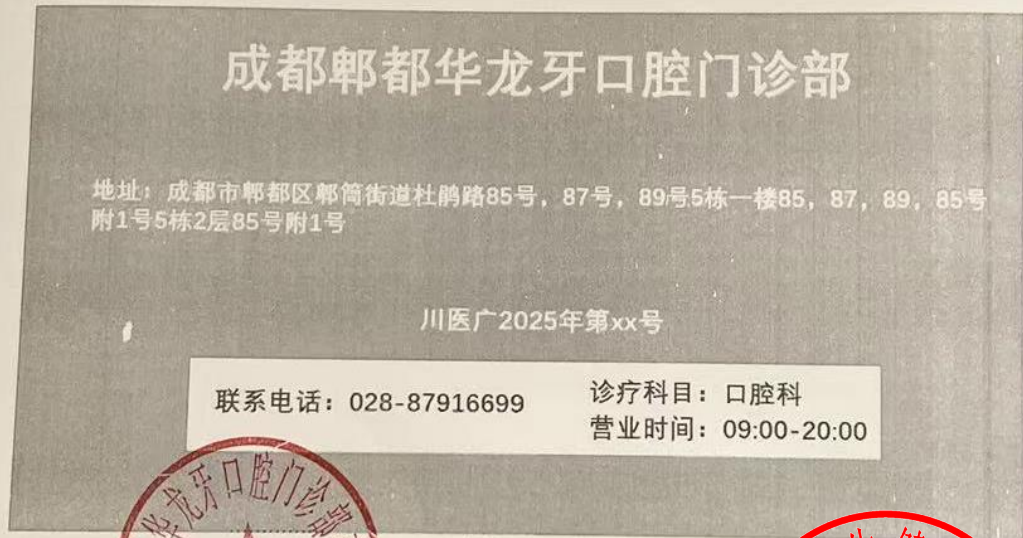 成都郫都华龙牙口腔门诊部
地址：成都市郫都区郫筒街道杜鹃路85号，87号，89号5栋一楼85，87，89，85号
附1号5栋2层85号附1号
川医广2025年第xx号
联系电话：028-87916699
诊疗科目：口腔科
营业时间：09:00-20:00
华龙牙口腔门诊部